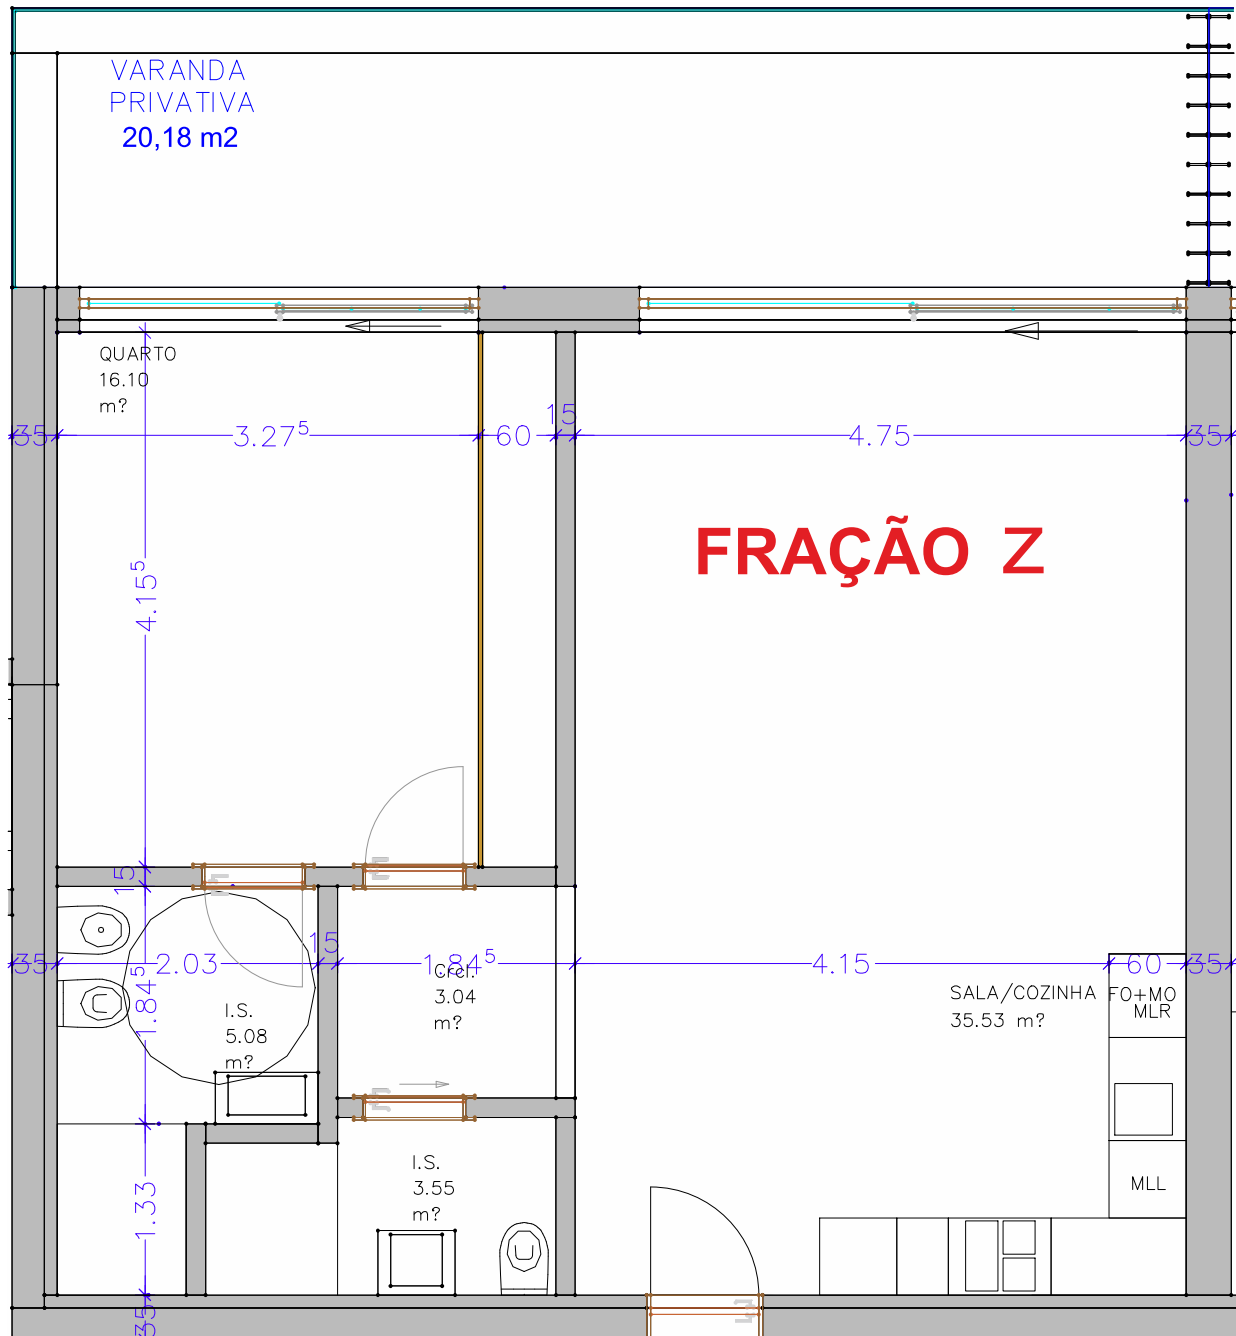 VARANDA
PRIVATIVA
20,18 m2
QUARTO
16.10
m?
35
3.27⁵
60
15
4.75
35
FRAÇÃO Z
4.15⁵
15
35
2.03
15
1.84⁵
4.15
60
35
1.84⁵
Crcl.
3.04
m?
I.S.
5.08
m?
SALA/COZINHA
35.53 m?
FO+MO
MLR
MLL
I.S.
3.55
m?
1.33
35